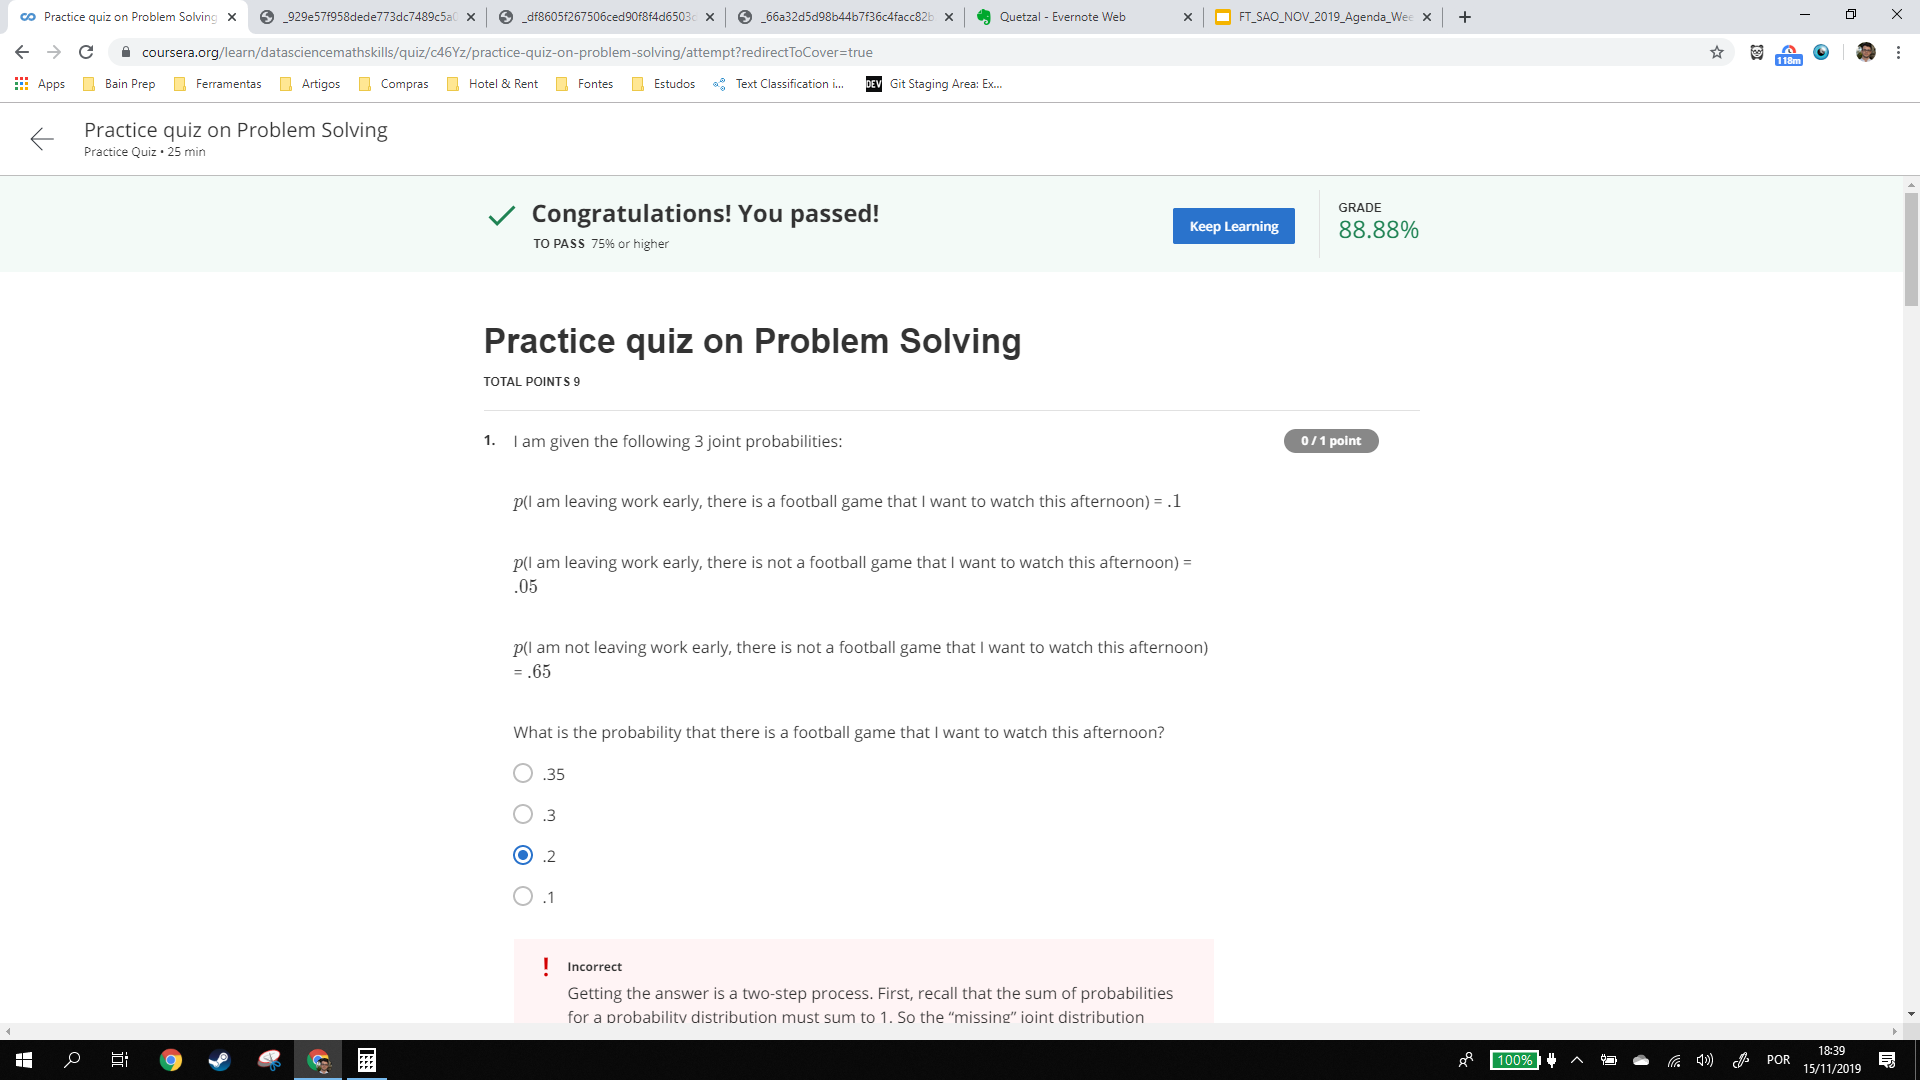 Practice quiz on Problem Solving
_929e57f958dede773dc7489c5a0
_df8605f267506ced90f8f4d6503c
_66a32d5d98b44b7f36c4facc82b
Quetzal - Evernote Web
FT_SAO_NOV_2019_Agenda_Wee
coursera.org/learn/datasciencemathskills/quiz/c46Yz/practice-quiz-on-problem-solving/attempt?redirectToCover=true
118m
Apps
Bain Prep
Ferramentas
Artigos
Compras
Hotel & Rent
Fontes
Estudos
Text Classification i...
DEV
Git Staging Area: Ex...
Practice quiz on Problem Solving
Practice Quiz • 25 min
Congratulations! You passed!
TO PASS 75% or higher
Keep Learning
GRADE
88.88%
Practice quiz on Problem Solving
TOTAL POINTS 9
1. I am given the following 3 joint probabilities:
0 / 1 point
p(I am leaving work early, there is a football game that I want to watch this afternoon) = .1
p(I am leaving work early, there is not a football game that I want to watch this afternoon) =
.05
p(I am not leaving work early, there is not a football game that I want to watch this afternoon)
= .65
What is the probability that there is a football game that I want to watch this afternoon?
.35
.3
.2
.1
! Incorrect
Getting the answer is a two-step process. First, recall that the sum of probabilities
for a probability distribution must sum to 1. So the “missing” joint distribution
100%
POR
18:39
15/11/2019